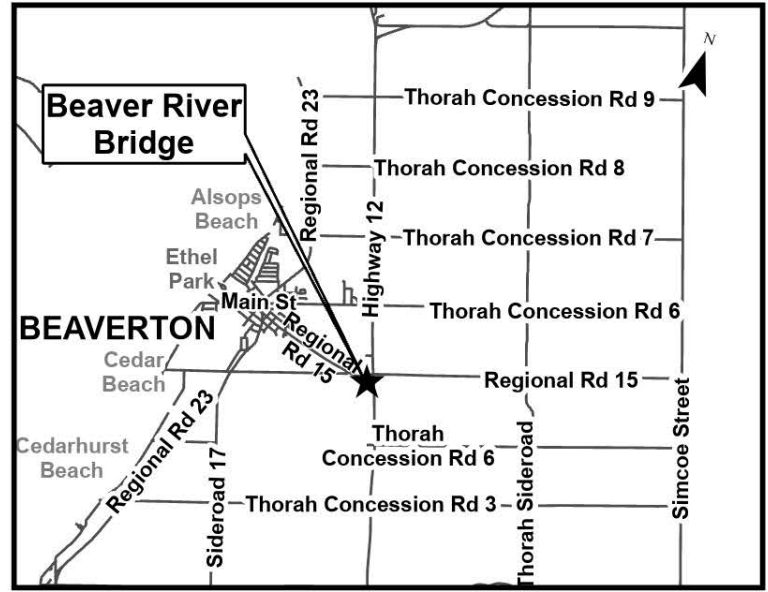 N
Beaver River
Bridge
Regional Rd 23
Thorah Concession Rd 9
Thorah Concession Rd 8
Alsops
Beach
Highway 12
Thorah Concession Rd 7
Ethel
Park
Main St
Thorah Concession Rd 6
BEAVERTON
Regional
Rd 15
Cedar
Beach
Regional Rd 15
Regional Rd 23
Simcoe Street
Thorah
Concession Rd 6
Cedarhurst
Beach
Sideroad 17
Thorah Sideroad
Thorah Concession Rd 3